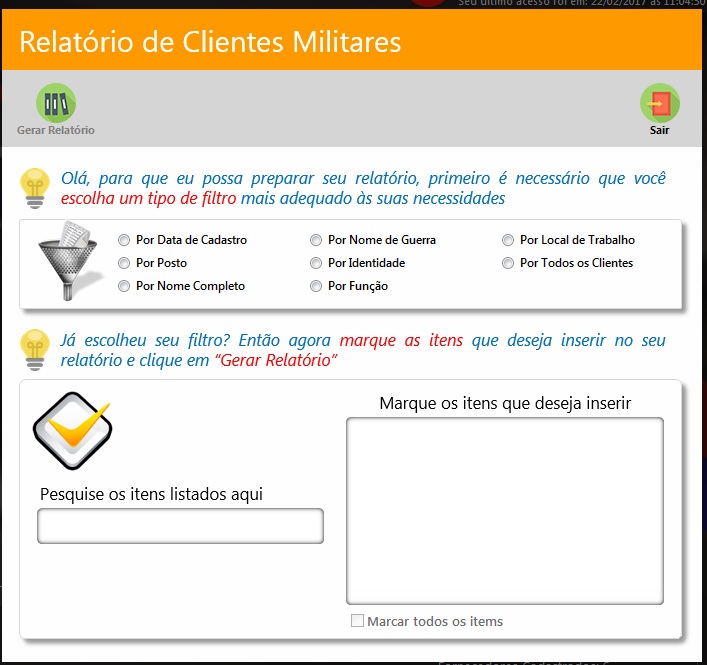 Seu último acesso foi em: 22/02/2017 às 11:04:50
Relatório de Clientes Militares
Gerar Relatório
Sair
Olá, para que eu possa preparar seu relatório, primeiro é necessário que você
escolha um tipo de filtro mais adequado às suas necessidades
Por Data de Cadastro
Por Nome de Guerra
Por Local de Trabalho
Por Posto
Por Identidade
Por Todos os Clientes
Por Nome Completo
Por Função
Já escolheu seu filtro? Então agora marque as itens que deseja inserir no seu
relatório e clique em “Gerar Relatório”
Marque os itens que deseja inserir
Pesquise os itens listados aqui
Marcar todos os items